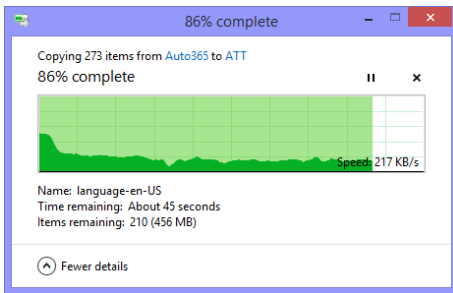 86% complete
Copying 273 items from Auto365 to ATT
86% complete
Speed: 217 KB/s
Name: language-en-US
Time remaining: About 45 seconds
Items remaining: 210 (456 MB)
Fewer details